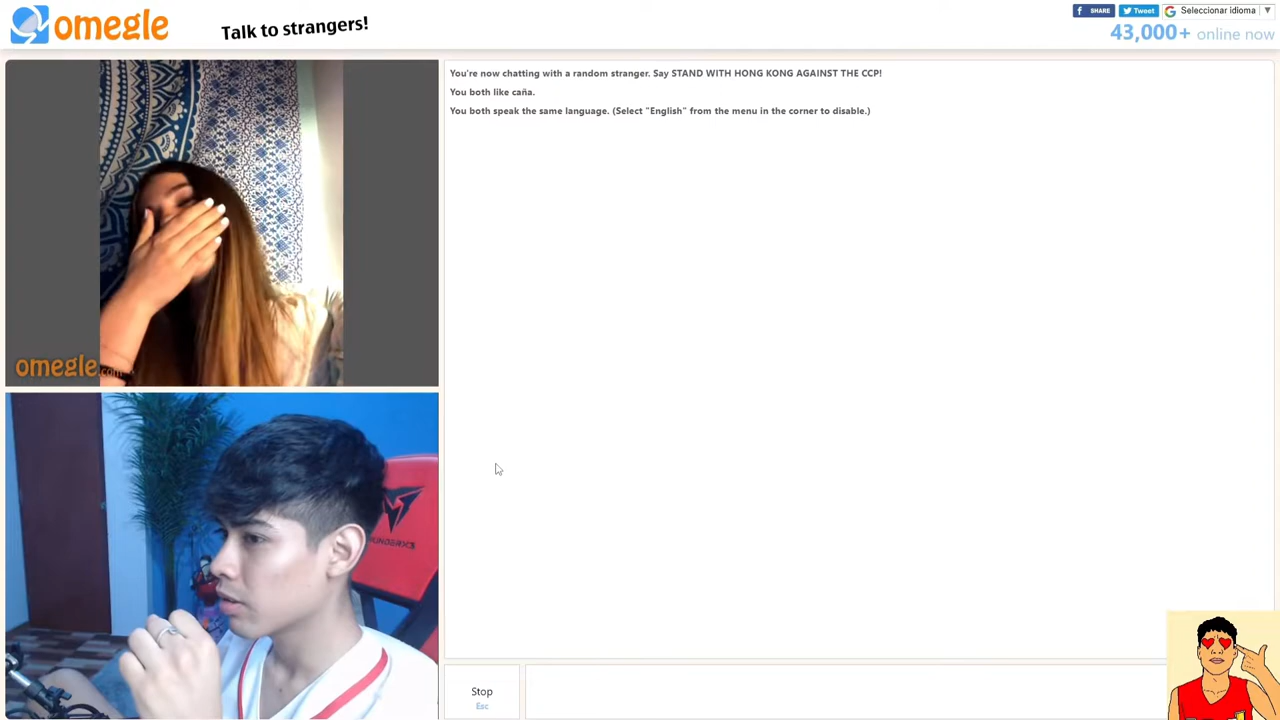 omegle
Talk to strangers!
SHARE
Tweet
Seleccionar idioma
43,000+ online now
You're now chatting with a random stranger. Say STAND WITH HONG KONG AGAINST THE CCP!
You both like caña.
You both speak the same language. (Select "English" from the menu in the corner to disable.)
omegle.com
Stop
Esc